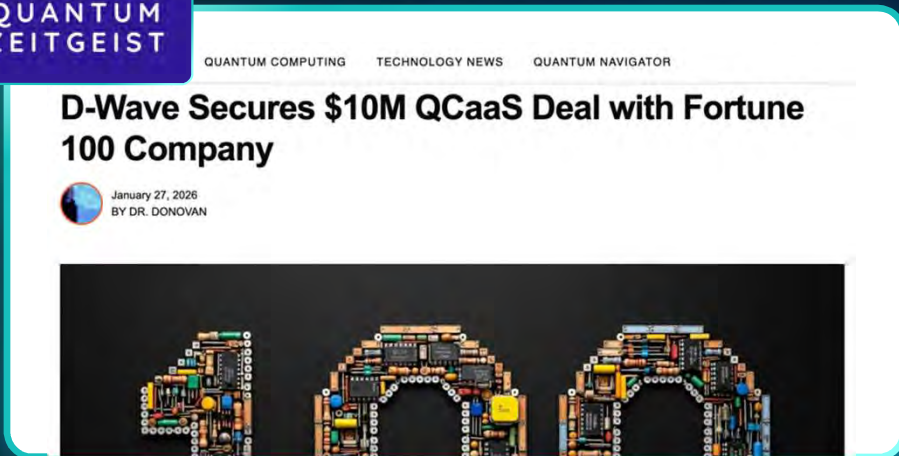 QUANTUM
ZEITGEIST
QUANTUM COMPUTING TECHNOLOGY NEWS QUANTUM NAVIGATOR
D-Wave Secures $10M QCaaS Deal with Fortune
100 Company
January 27, 2026
BY DR. DONOVAN
100